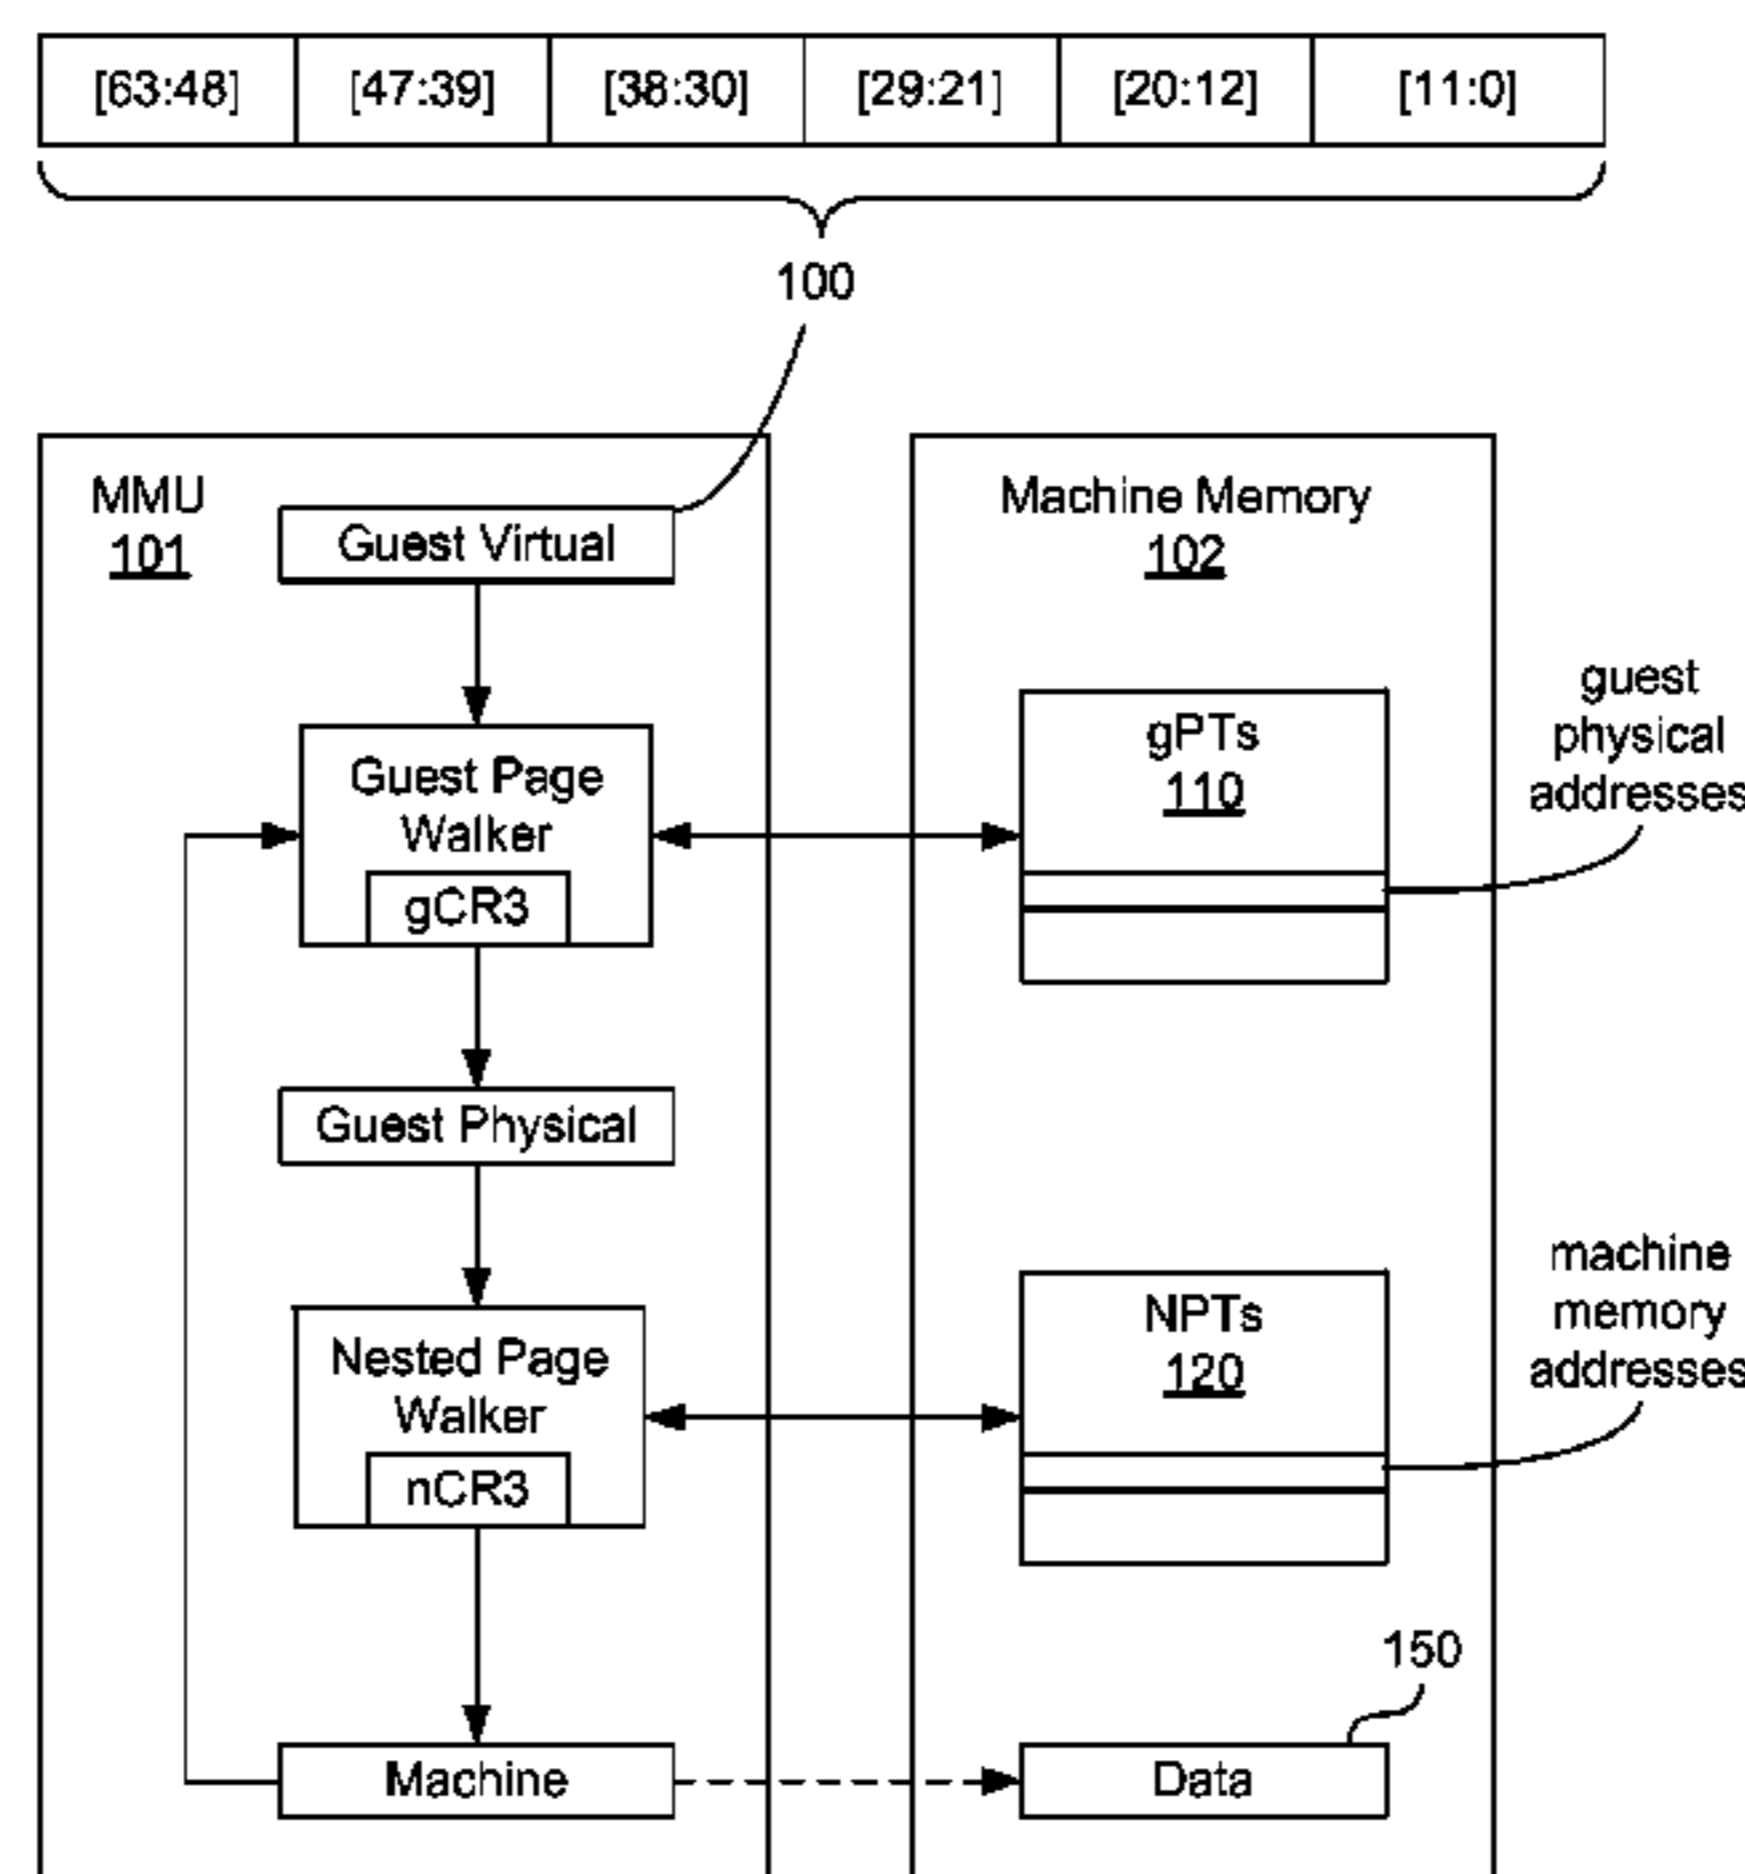 [63:48] [47:39] [38:30] [29:21] [20:12] [11:0]
100
MMU
101
Guest Virtual
Guest Page
Walker
gCR3
Guest Physical
Nested Page
Walker
nCR3
Machine
Machine Memory
102
gPTs
110
guest
physical
addresses
NPTs
120
machine
memory
addresses
150
Data